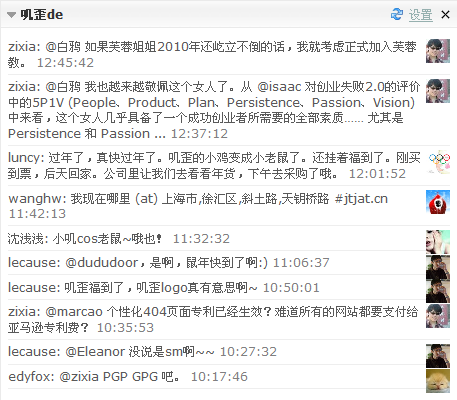 叽歪de 设置
zixia: @白鸦 如果芙蓉姐姐2010年还屹立不倒的话，我就考虑正式加入芙蓉
教。 12:45:42
zixia: @白鸦 我也越来越敬佩这个女人了。从 @isaac 对创业失败2.0的评价
中的5P1V (People、Product、Plan、Persistence、Passion、Vision)
中来看，这个女人几乎具备了一个成功创业者所需要的全部素质…… 尤其是
Persistence 和 Passion ... 12:37:12
luncy: 过年了，真快过年了。叽歪的小鸡变成小老鼠了。还挂着福到了。刚买
到票，后天回家。公司里让我们去看看年货，下午去采购了哦。 12:01:52
wanghw: 我现在哪里 (at) 上海市,徐汇区,斜土路,天钥桥路 #jtjat.cn
11:42:13
沈浅浅: 小叽cos老鼠~哦也！ 11:32:32
lecause: @dududoor，是啊，鼠年快到了啊:) 11:06:37
lecause: 叽歪福到了，叽歪logo真有意思啊~ 10:50:01
zixia: @marcao 个性化404页面专利已经生效？难道所有的网站都要支付给
亚马逊专利费？ 10:35:53
lecause: @Eleanor 没说是sm啊~~ 10:27:32
edyfox: @zixia PGP GPG 吧。 10:17:46